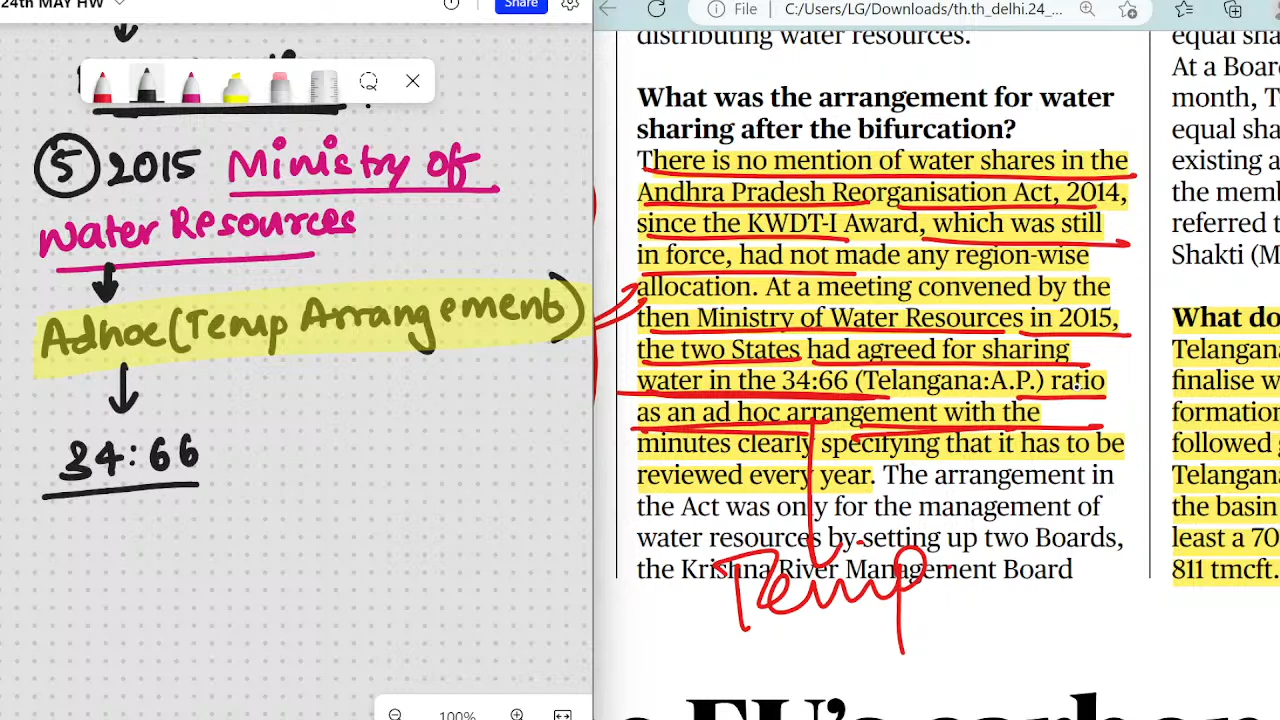 24th MAY HW
Share
⑤ 2015 Ministry of
Water Resources
Adhoc (Temp Arrangement)
34:66
100%
File
C:/Users/LG/Downloads/th.th_delhi.24_...
distributing water resources.
What was the arrangement for water
sharing after the bifurcation?
There is no mention of water shares in the
Andhra Pradesh Reorganisation Act, 2014,
since the KWDT-I Award, which was still
in force, had not made any region-wise
allocation. At a meeting convened by the
then Ministry of Water Resources in 2015,
the two States had agreed for sharing
water in the 34:66 (Telangana:A.P.) ratio
as an ad hoc arrangement with the
minutes clearly specifying that it has to be
reviewed every year. The arrangement in
the Act was only for the management of
water resources by setting up two Boards,
the Krishna River Management Board
Temp
equal sha
At a Board
month, T
equal share
existing a
the memb
referred t
Shakti (M
What do
Telangana
finalise w
formation
followed
Telangana
the basin
least a 70
811 tmcft.
e EU's carbon